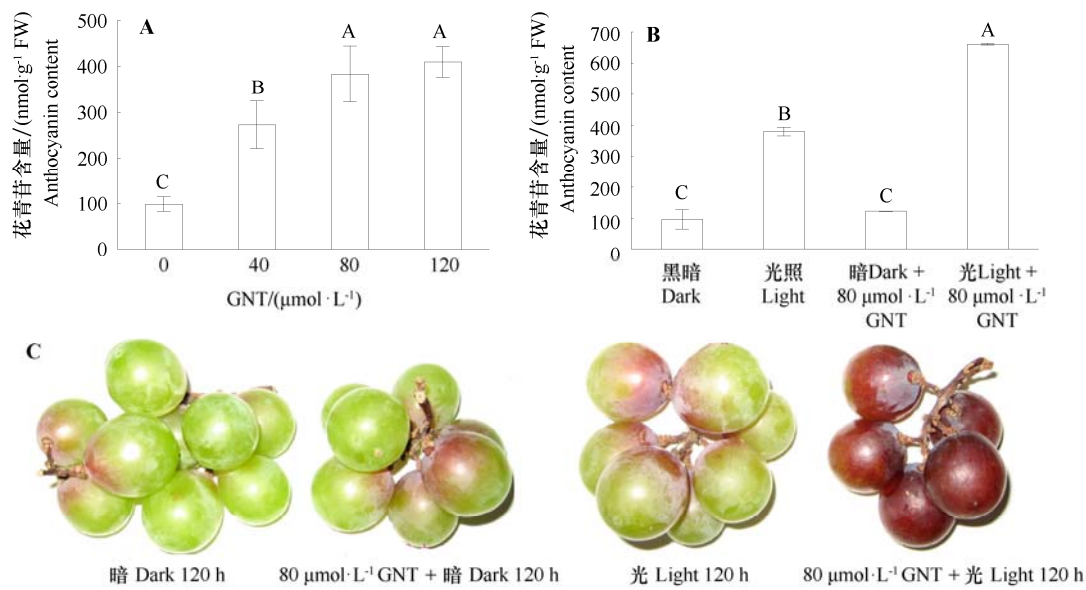 A
花青苷含量/(nmol·g⁻¹ FW)
Anthocyanin content
500
400
300
200
100
0
C
B
A
A
0 40 80 120
GNT/(μmol·L⁻¹)
B
花青苷含量/(nmol·g⁻¹ FW)
Anthocyanin content
700
600
500
400
300
200
100
0
C
B
C
A
黑暗
Dark
光照
Light
暗Dark +
80 μmol·L⁻¹
GNT
光Light +
80 μmol·L⁻¹
GNT
C
暗 Dark 120 h
80 μmol·L⁻¹ GNT + 暗 Dark 120 h
光 Light 120 h
80 μmol·L⁻¹ GNT + 光 Light 120 h